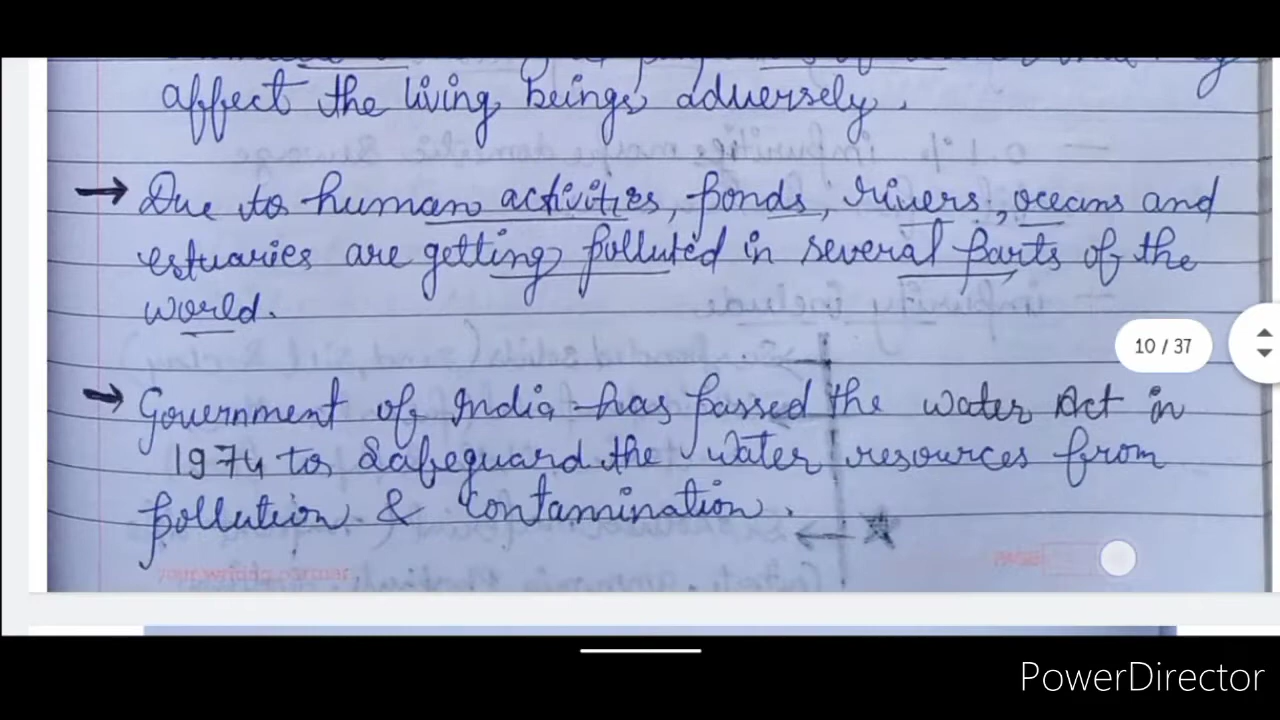 affect the living beings adversely.
→ Due to human activities, ponds, rivers, oceans and
estuaries are getting polluted in several parts of the
world.
10 / 37
→ Government of India has passed the Water Act in
1974 to Safeguard the Water resources from
pollution & Contamination.
PowerDirector